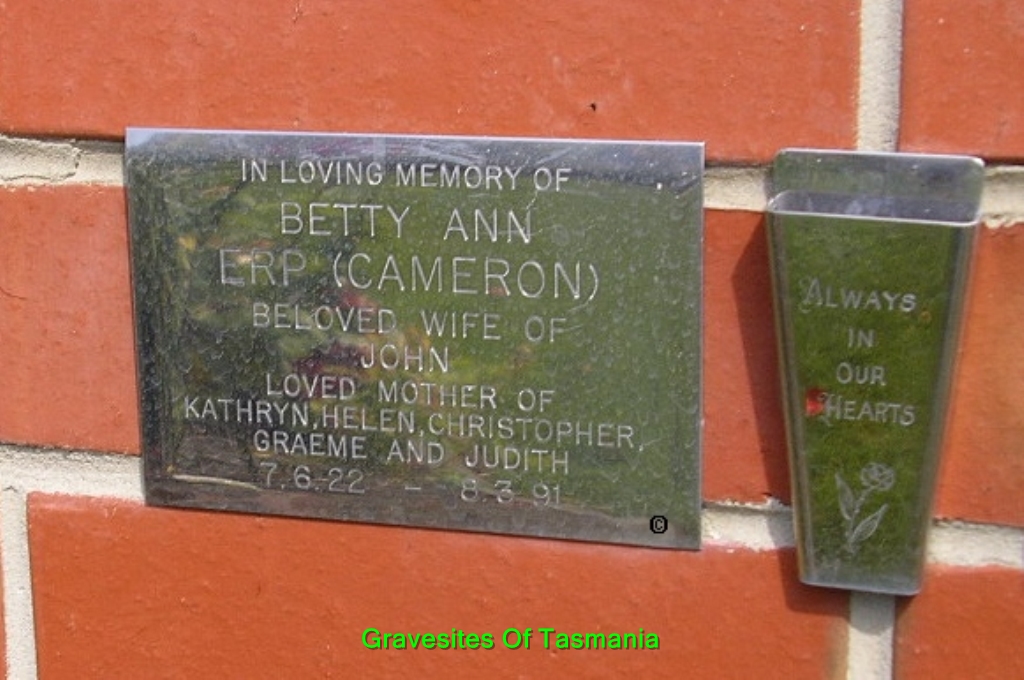 IN LOVING MEMORY OF
BETTY ANN
ERP (CAMERON)
BELOVED WIFE OF
JOHN
LOVED MOTHER OF
KATHRYN, HELEN, CHRISTOPHER,
GRAEME AND JUDITH
7.6.22 - 8.3.91
©
ALWAYS
IN
OUR
HEARTS
Gravesites Of Tasmania